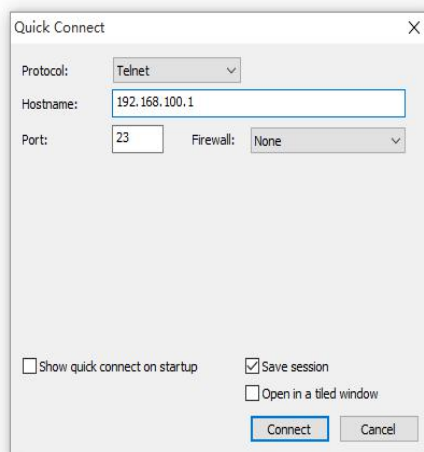 Quick Connect
Protocol: Telnet
Hostname: 192.168.100.1
Port: 23 Firewall: None
Show quick connect on startup Save session
Open in a tiled window
Connect Cancel